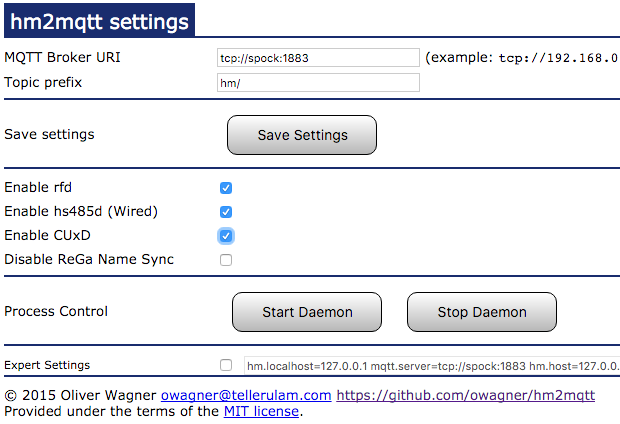 hm2mqtt settings
MQTT Broker URI tcp://spock:1883 (example: tcp://192.168.0
Topic prefix hm/
Save settings Save Settings
Enable rfd
Enable hs485d (Wired)
Enable CUxD
Disable ReGa Name Sync
Process Control Start Daemon Stop Daemon
Expert Settings hm.localhost=127.0.0.1 mqtt.server=tcp://spock:1883 hm.host=127.0.0.
© 2015 Oliver Wagner owagner@tellerulam.com https://github.com/owagner/hm2mqtt
Provided under the terms of the MIT license.